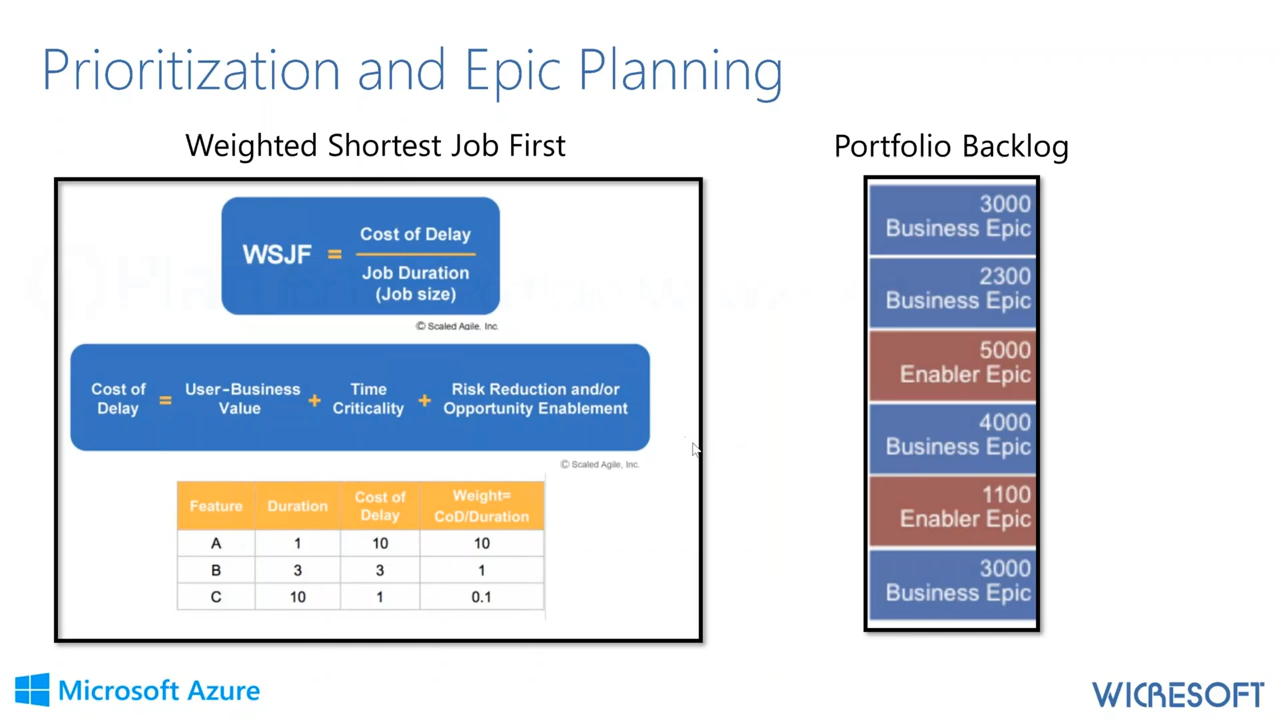 Prioritization and Epic Planning
Weighted Shortest Job First
WSJF = Cost of Delay
Job Duration
(Job size)
© Scaled Agile, Inc.
Cost of Delay = User-Business Value + Time Criticality + Risk Reduction and/or Opportunity Enablement
© Scaled Agile, Inc.
Feature Duration Cost of Delay Weight= CoD/Duration
A 1 10 10
B 3 3 1
C 10 1 0.1
Portfolio Backlog
3000
Business Epic
2300
Business Epic
5000
Enabler Epic
4000
Business Epic
1100
Enabler Epic
3000
Business Epic
Microsoft Azure
WICRESOFT